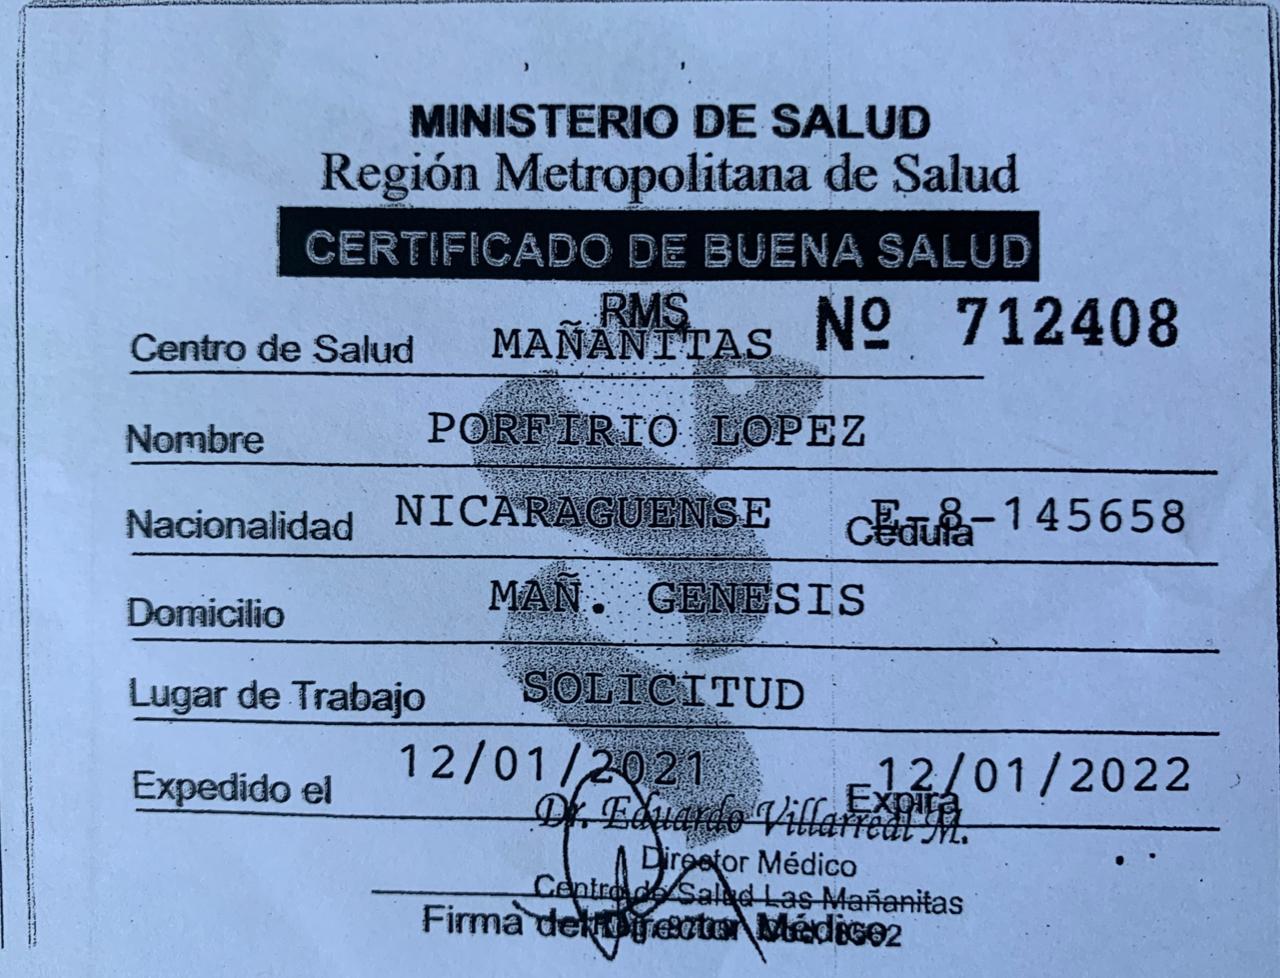 MINISTERIO DE SALUD
Región Metropolitana de Salud
CERTIFICADO DE BUENA SALUD
RMS
Centro de Salud MAÑANITAS Nº 712408
Nombre PORFIRIO LOPEZ
Nacionalidad NICARAGUENSE Cédula E-8-145658
Domicilio MAÑ. GENESIS
Lugar de Trabajo SOLICITUD
Expedido el 12/01/2021 Expira 12/01/2022
Dr. Eduardo Villarreal M.
Director Médico
Centro de Salud Las Mañanitas
Firma del Director Médico